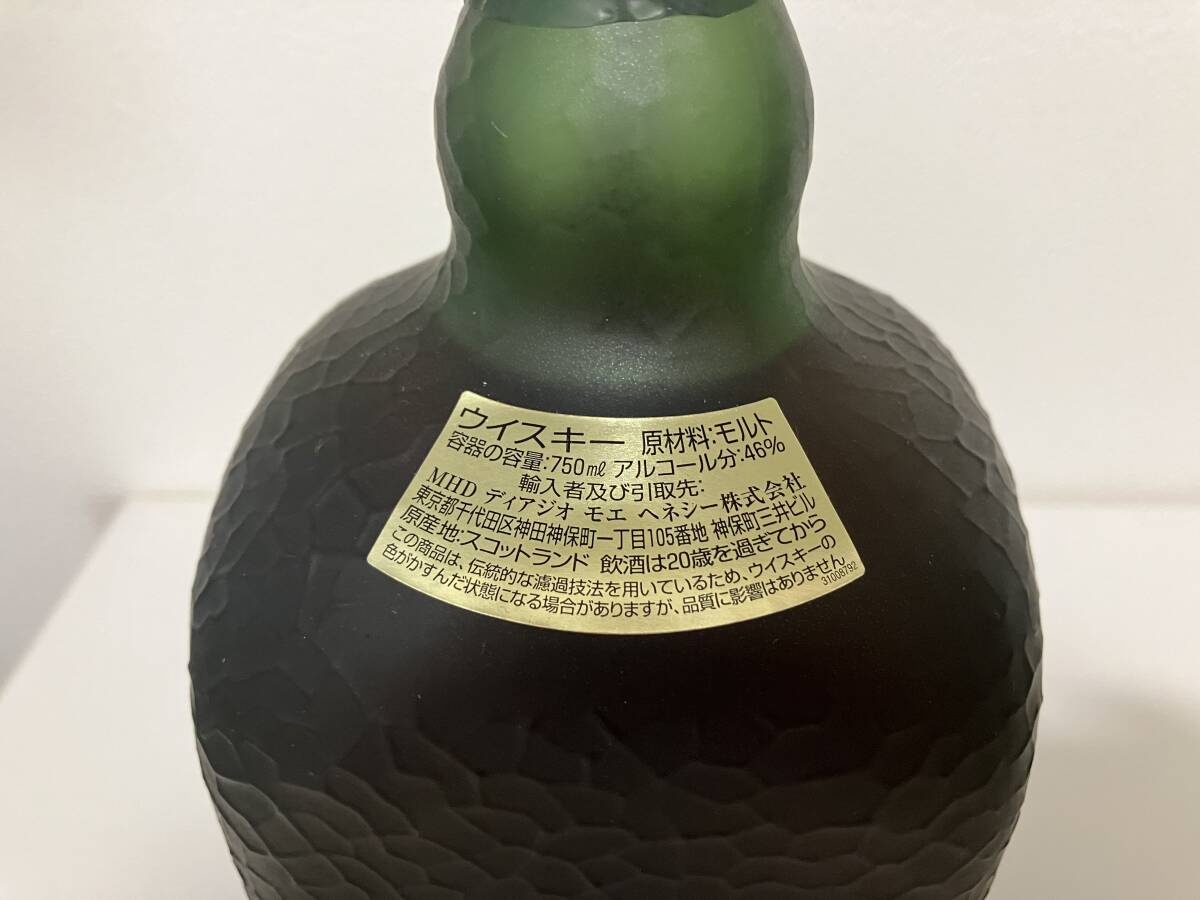 ウイスキー 原材料:モルト
容器の容量:750ml アルコール分:46%
輸入者及び引取先:
MHD ディアジオ モエ ヘネシー株式会社
東京都千代田区神田神保町一丁目105番地 神保町三井ビル
原産地:スコットランド 飲酒は20歳を過ぎてから
この商品は、伝統的な濾過技法を用いているため、ウイスキーの
色がかすんだ状態になる場合がありますが、品質に影響はありません
31008792